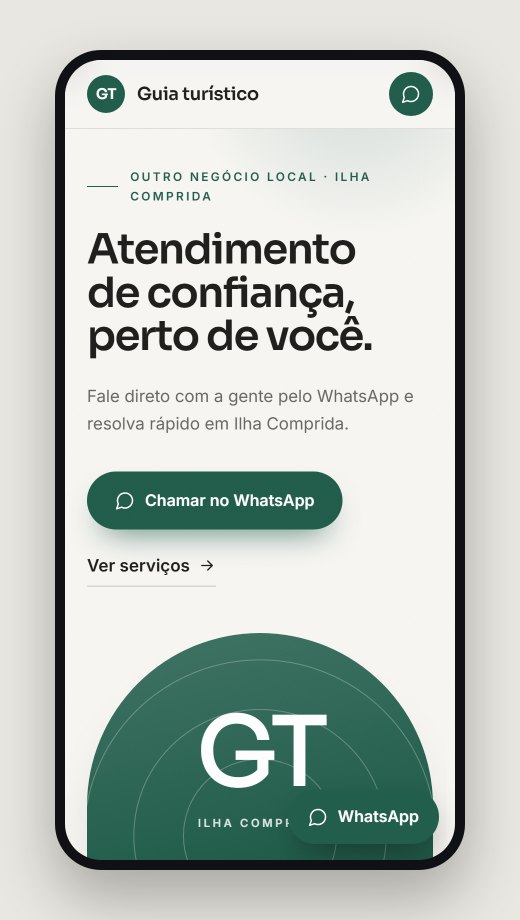 GT Guia turístico
OUTRO NEGÓCIO LOCAL · ILHA
COMPRIDA
Atendimento
de confiança,
perto de você.
Fale direto com a gente pelo WhatsApp e
resolva rápido em Ilha Comprida.
Chamar no WhatsApp
Ver serviços →
GT
ILHA
WhatsApp